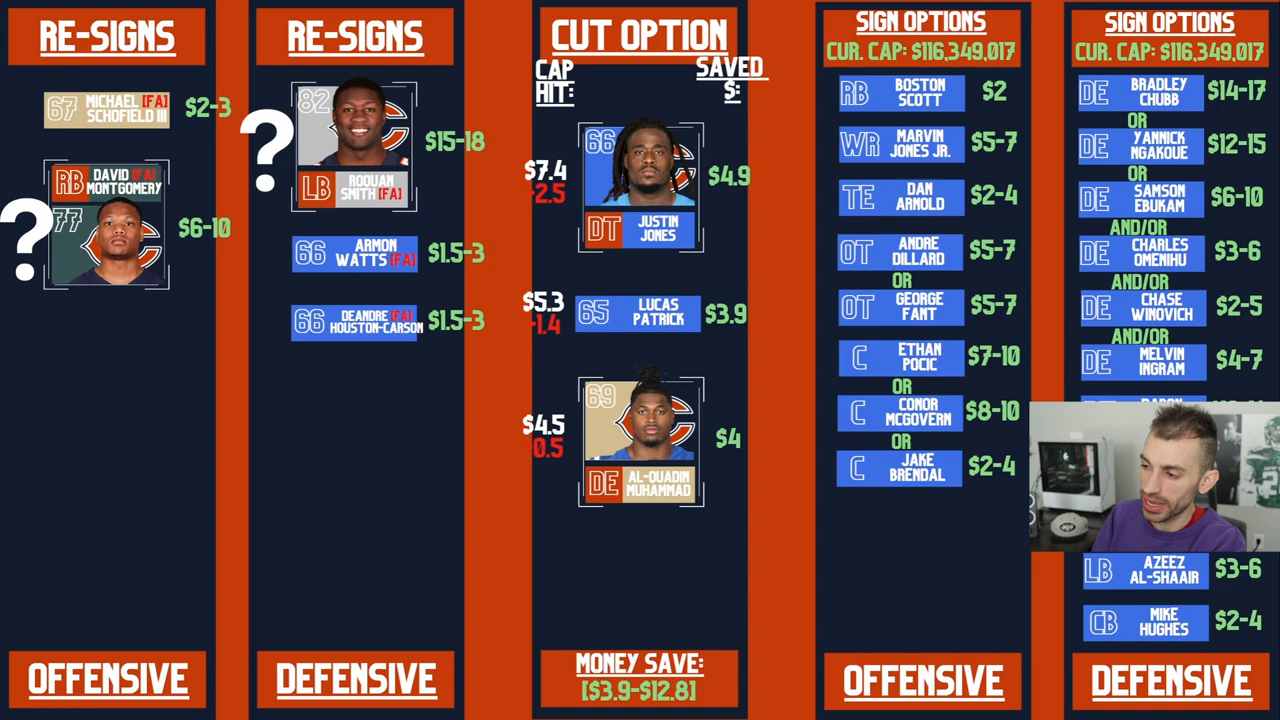 RE-SIGNS
67
MICHAEL [FA]
SCHOFIELD III
$2-3
RB
DAVID [FA]
MONTGOMERY
?
77
$6-10
OFFENSIVE
RE-SIGNS
?
82
$15-18
LB
ROQUAN
SMITH [FA]
66
ARMON
WATTS [FA]
$1.5-3
66
DEANDRE [FA]
HOUSTON-CARSON
$1.5-3
DEFENSIVE
CUT OPTION
CAP
HIT:
SAVED
$:
66
$7.4
-2.5
$4.9
DT
JUSTIN
JONES
$5.3
-1.4
65
LUCAS
PATRICK
$3.9
69
$4.5
-0.5
$4
DE
AL-QUADIN
MUHAMMAD
MONEY SAVE:
[$3.9-$12.8]
SIGN OPTIONS
CUR. CAP: $116,349,017
RB
BOSTON
SCOTT
$2
WR
MARVIN
JONES JR.
$5-7
TE
DAN
ARNOLD
$2-4
OT
ANDRE
DILLARD
$5-7
OR
OT
GEORGE
FANT
$5-7
C
ETHAN
POCIC
$7-10
OR
C
CONOR
MCGOVERN
$8-10
OR
C
JAKE
BRENDAL
$2-4
OFFENSIVE
SIGN OPTIONS
CUR. CAP: $116,349,017
DE
BRADLEY
CHUBB
$14-17
OR
DE
YANNICK
NGAKOUE
$12-15
OR
DE
SAMSON
EBUKAM
$6-10
AND/OR
DE
CHARLES
OMENIHU
$3-6
AND/OR
DE
CHASE
WINOVICH
$2-5
AND/OR
DE
MELVIN
INGRAM
$4-7
LB
AZEEZ
AL-SHAAIR
$3-6
CB
MIKE
HUGHES
$2-4
DEFENSIVE